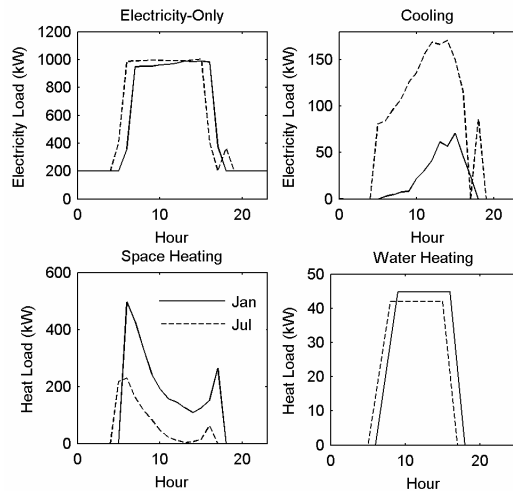 Electricity-Only
Electricity Load (kW)
1200
1000
800
600
400
200
0
0 10 20
Hour
Cooling
Electricity Load (kW)
150
100
50
0
0 10 20
Hour
Space Heating
Heat Load (kW)
600
400
200
0
Jan
Jul
0 10 20
Hour
Water Heating
Heat Load (kW)
50
40
30
20
10
0
0 10 20
Hour